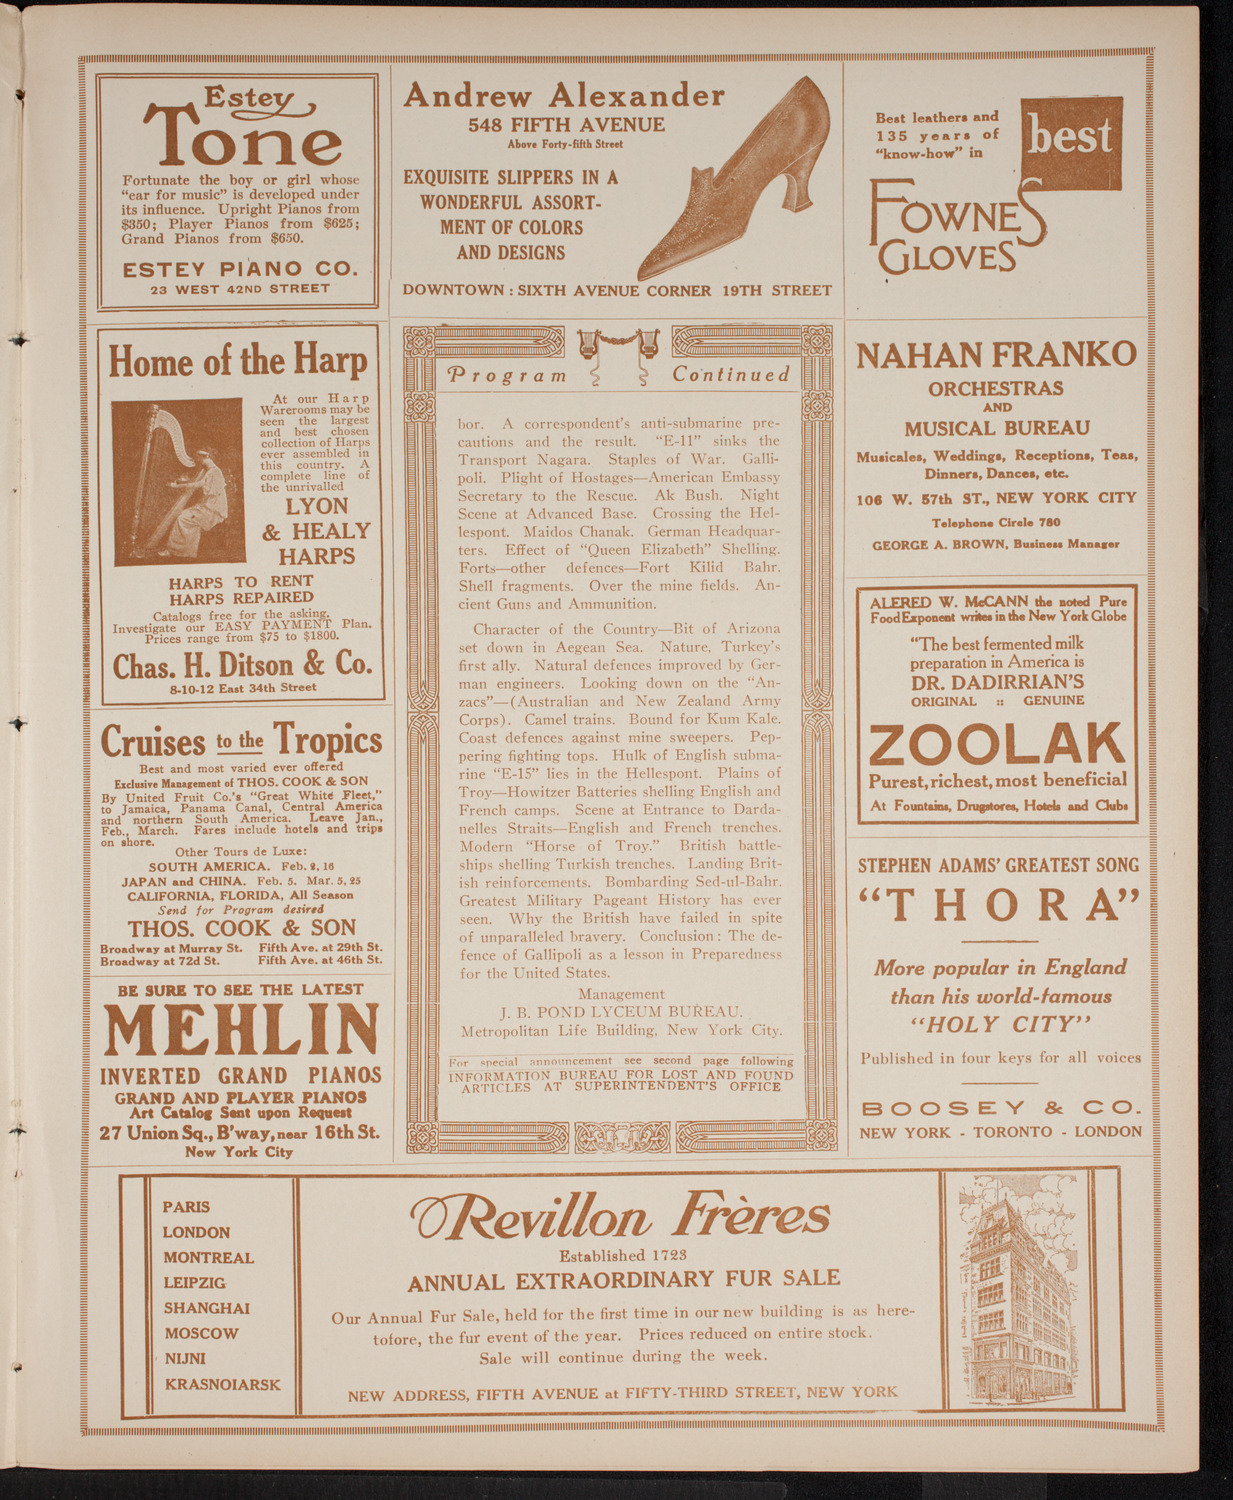 Estey
Tone
Fortunate the boy or girl whose
"ear for music" is developed under
its influence. Upright Pianos from
$350; Player Pianos from $625;
Grand Pianos from $650.
ESTEY PIANO CO.
23 WEST 42ND STREET
Andrew Alexander
548 FIFTH AVENUE
Above Forty-fifth Street
EXQUISITE SLIPPERS IN A
WONDERFUL ASSORT-
MENT OF COLORS
AND DESIGNS
DOWNTOWN : SIXTH AVENUE CORNER 19TH STREET
Best leathers and
135 years of
"know-how" in
best
FOWNES
GLOVES
Home of the Harp
At our Harp
Warerooms may be
seen the largest
and best chosen
collection of Harps
ever assembled in
this country. A
complete line of
the unrivalled
LYON
& HEALY
HARPS
HARPS TO RENT
HARPS REPAIRED
Catalogs free for the asking.
Investigate our EASY PAYMENT Plan.
Prices range from $75 to $1800.
Chas. H. Ditson & Co.
8-10-12 East 34th Street
Cruises to the Tropics
Best and most varied ever offered
Exclusive Management of THOS. COOK & SON
By United Fruit Co.'s "Great White Fleet,"
to Jamaica, Panama Canal, Central America
and northern South America. Leave Jan.,
Feb., March. Fares include hotels and trips
on shore.
Other Tours de Luxe:
SOUTH AMERICA. Feb. 2, 16
JAPAN and CHINA. Feb. 5. Mar. 5, 25
CALIFORNIA, FLORIDA, All Season
Send for Program desired
THOS. COOK & SON
Broadway at Murray St. Fifth Ave. at 29th St.
Broadway at 72d St. Fifth Ave. at 46th St.
BE SURE TO SEE THE LATEST
MEHLIN
INVERTED GRAND PIANOS
GRAND AND PLAYER PIANOS
Art Catalog Sent upon Request
27 Union Sq., B'way, near 16th St.
New York City
Program Continued
bor. A correspondent's anti-submarine pre-
cautions and the result. "E-11" sinks the
Transport Nagara. Staples of War. Galli-
poli. Plight of Hostages—American Embassy
Secretary to the Rescue. Ak Bush. Night
Scene at Advanced Base. Crossing the Hel-
lespont. Maidos Chanak. German Headquar-
ters. Effect of "Queen Elizabeth" Shelling.
Forts—other defences—Fort Kilid Bahr.
Shell fragments. Over the mine fields. An-
cient Guns and Ammunition.
Character of the Country—Bit of Arizona
set down in Aegean Sea. Nature, Turkey's
first ally. Natural defences improved by Ger-
man engineers. Looking down on the "An-
zacs"—(Australian and New Zealand Army
Corps). Camel trains. Bound for Kum Kale.
Coast defences against mine sweepers. Pep-
pering fighting tops. Hulk of English subma-
rine "E-15" lies in the Hellespont. Plains of
Troy—Howitzer Batteries shelling English and
French camps. Scene at Entrance to Darda-
nelles Straits—English and French trenches.
Modern "Horse of Troy." British battle-
ships shelling Turkish trenches. Landing Brit-
ish reinforcements. Bombarding Sed-ul-Bahr.
Greatest Military Pageant History has ever
seen. Why the British have failed in spite
of unparalleled bravery. Conclusion: The de-
fence of Gallipoli as a lesson in Preparedness
for the United States.
Management
J. B. POND LYCEUM BUREAU.
Metropolitan Life Building, New York City.
For special announcement see second page following
INFORMATION BUREAU FOR LOST AND FOUND
ARTICLES AT SUPERINTENDENT'S OFFICE
NAHAN FRANKO
ORCHESTRAS
AND
MUSICAL BUREAU
Musicales, Weddings, Receptions, Teas,
Dinners, Dances, etc.
106 W. 57th ST., NEW YORK CITY
Telephone Circle 780
GEORGE A. BROWN, Business Manager
ALFRED W. McCANN the noted Pure
Food Exponent writes in the New York Globe
"The best fermented milk
preparation in America is
DR. DADIRRIAN'S
ORIGINAL :: GENUINE
ZOOLAK
Purest, richest, most beneficial
At Fountains, Drugstores, Hotels and Clubs
STEPHEN ADAMS' GREATEST SONG
"THORA"
More popular in England
than his world-famous
"HOLY CITY"
Published in four keys for all voices
BOOSEY & CO.
NEW YORK - TORONTO - LONDON
PARIS
LONDON
MONTREAL
LEIPZIG
SHANGHAI
MOSCOW
NIJNI
KRASNOIARSK
Revillon Frères
Established 1723
ANNUAL EXTRAORDINARY FUR SALE
Our Annual Fur Sale, held for the first time in our new building is as here-
tofore, the fur event of the year. Prices reduced on entire stock.
Sale will continue during the week.
NEW ADDRESS, FIFTH AVENUE at FIFTY-THIRD STREET, NEW YORK